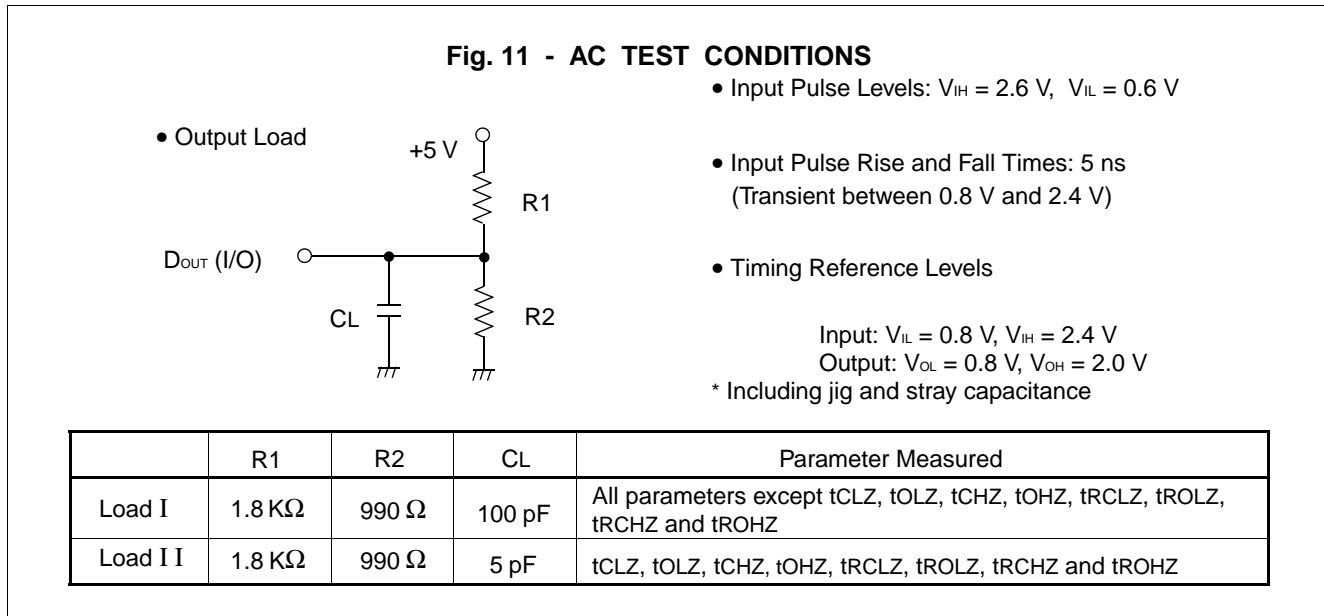 Fig. 11 - AC TEST CONDITIONS
• Input Pulse Levels: VIH = 2.6 V, VIL = 0.6 V
• Output Load
+5 V
R1
• Input Pulse Rise and Fall Times: 5 ns
(Transient between 0.8 V and 2.4 V)
DOUT (I/O)
• Timing Reference Levels
CL
R2
Input: VIL = 0.8 V, VIH = 2.4 V
Output: VOL = 0.8 V, VOH = 2.0 V
* Including jig and stray capacitance
R1 R2 CL Parameter Measured
Load I 1.8 KΩ 990 Ω 100 pF All parameters except tCLZ, tOLZ, tCHZ, tOHZ, tRCLZ, tROLZ,
tRCHZ and tROHZ
Load II 1.8 KΩ 990 Ω 5 pF tCLZ, tOLZ, tCHZ, tOHZ, tRCLZ, tROLZ, tRCHZ and tROHZ